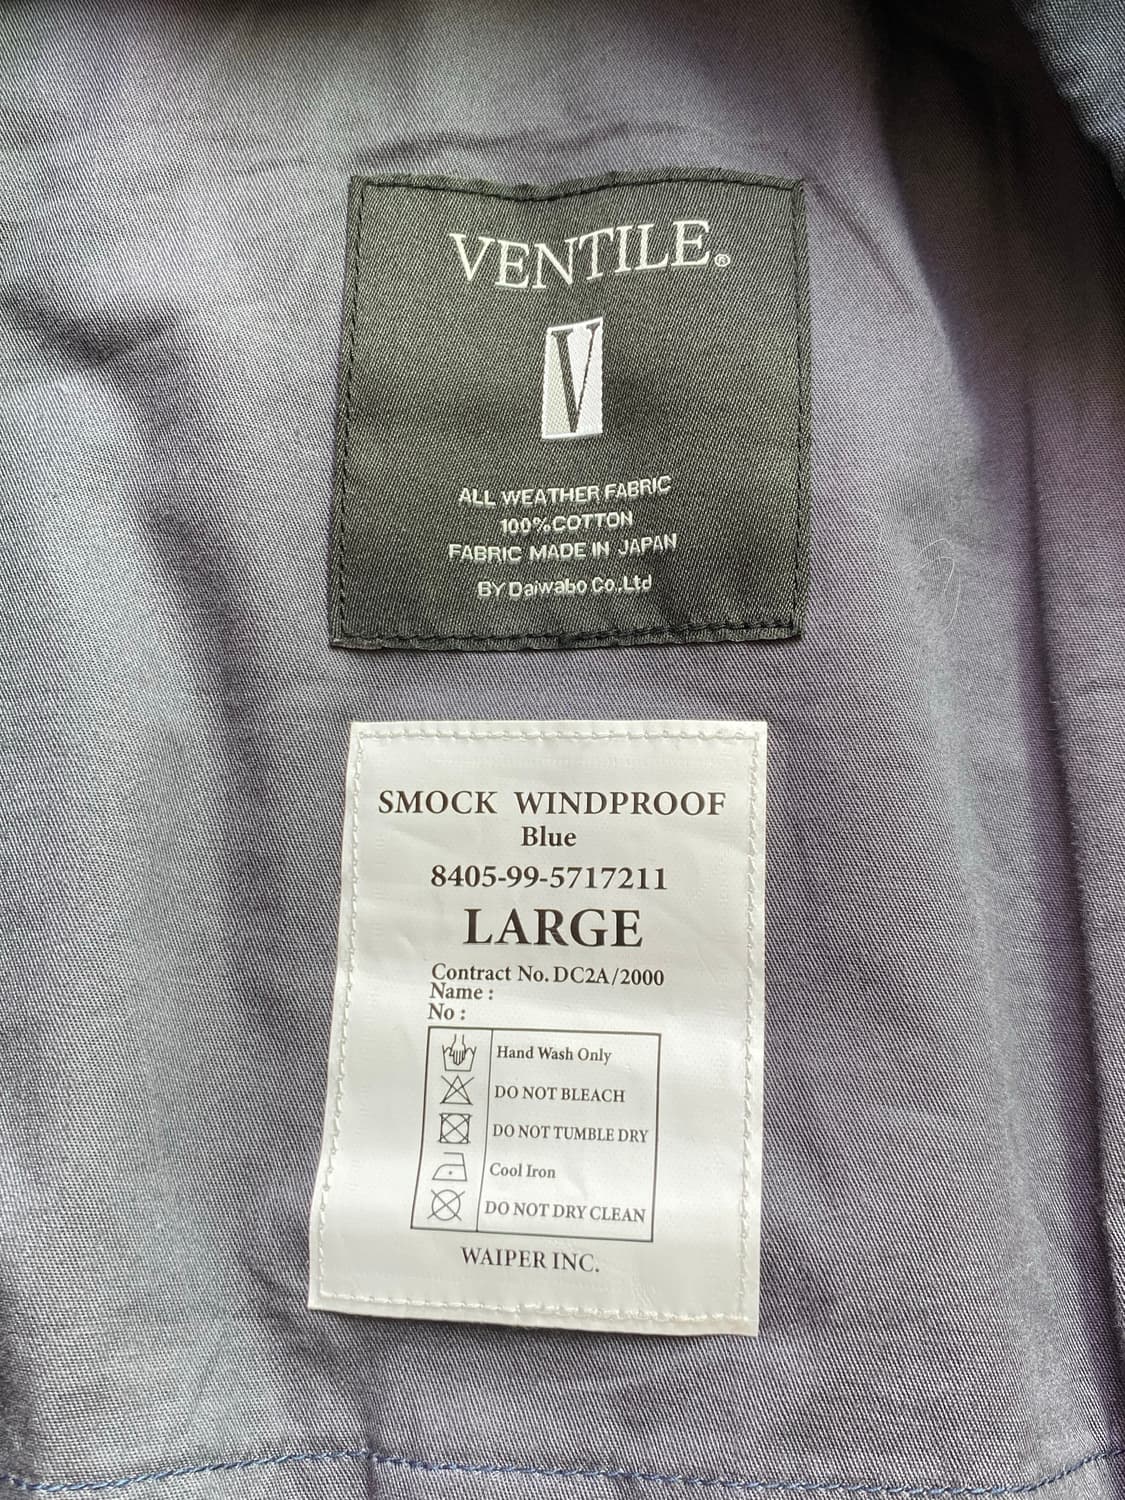 VENTILE®
V
ALL WEATHER FABRIC
100%COTTON
FABRIC MADE IN JAPAN
BY Daiwabo Co.,Ltd
SMOCK WINDPROOF
Blue
8405-99-5717211
LARGE
Contract No. DC2A/2000
Name :
No :
Hand Wash Only
DO NOT BLEACH
DO NOT TUMBLE DRY
Cool Iron
DO NOT DRY CLEAN
WAIPER INC.